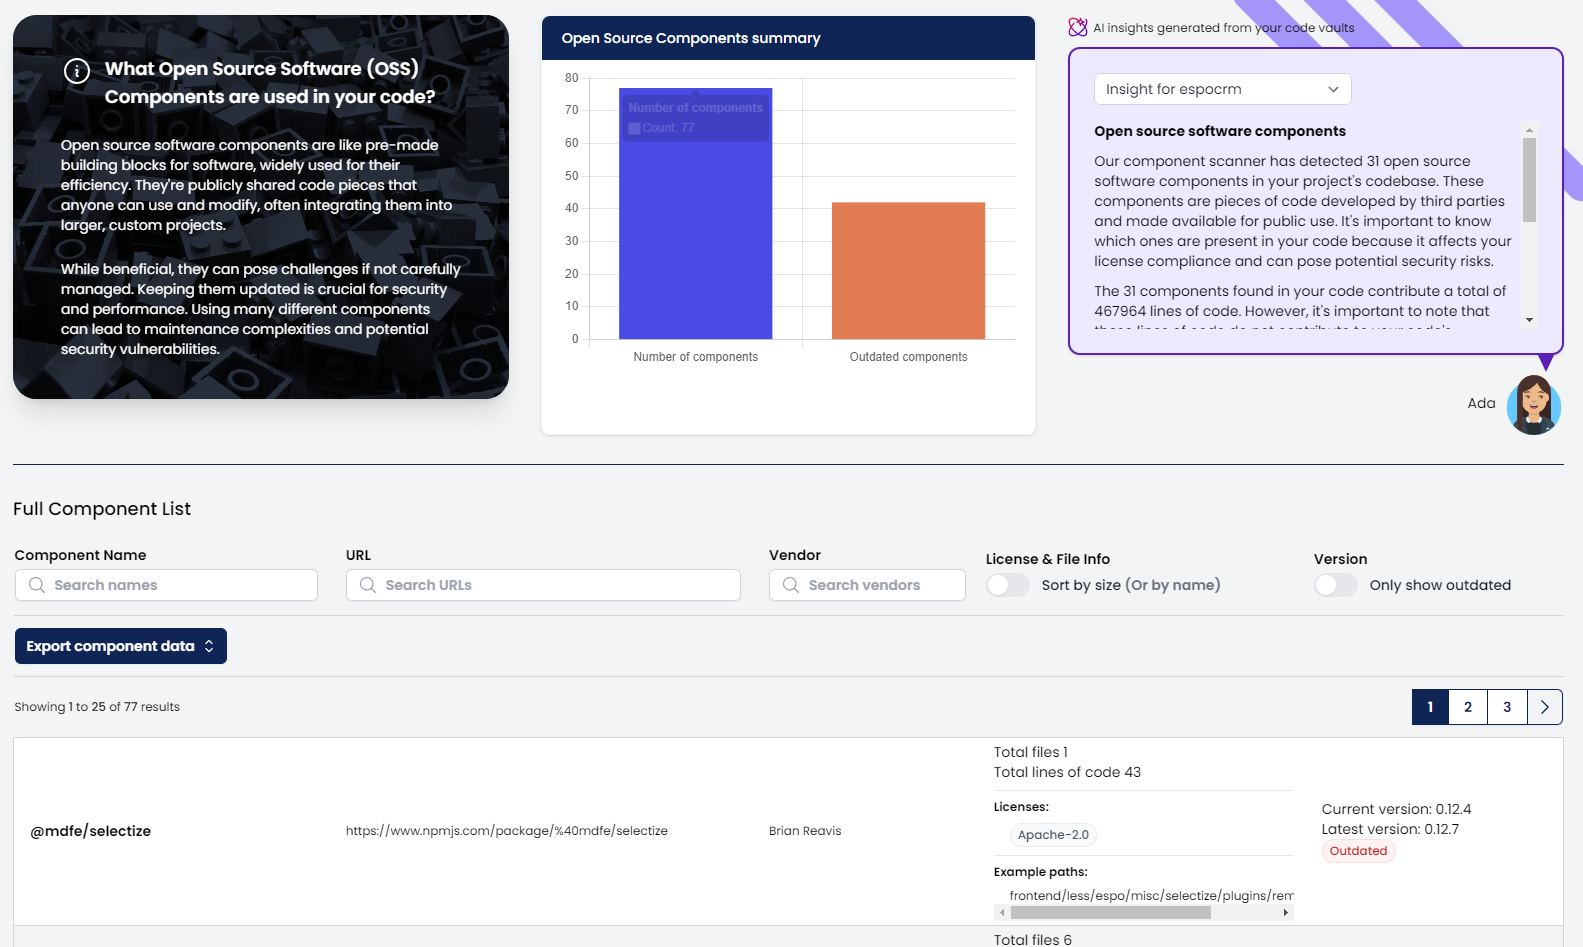 What Open Source Software (OSS)
Components are used in your code?
Open source software components are like pre-made
building blocks for software, widely used for their
efficiency. They're publicly shared code pieces that
anyone can use and modify, often integrating them into
larger, custom projects.
While beneficial, they can pose challenges if not carefully
managed. Keeping them updated is crucial for security
and performance. Using many different components
can lead to maintenance complexities and potential
security vulnerabilities.
Open Source Components summary
80
70
60
50
40
30
20
10
0
Number of components
Count: 77
Number of components
Outdated components
AI insights generated from your code vaults
Insight for espocrm
Open source software components
Our component scanner has detected 31 open source
software components in your project's codebase. These
components are pieces of code developed by third parties
and made available for public use. It's important to know
which ones are present in your code because it affects your
license compliance and can pose potential security risks.
The 31 components found in your code contribute a total of
467964 lines of code. However, it's important to note that
these lines of code do not contribute to your code's
Ada
Full Component List
Component Name
Search names
URL
Search URLs
Vendor
Search vendors
License & File Info
Sort by size (Or by name)
Version
Only show outdated
Export component data
Showing 1 to 25 of 77 results
1 2 3
@mdfe/selectize
https://www.npmjs.com/package/%40mdfe/selectize
Brian Reavis
Total files 1
Total lines of code 43
Licenses:
Apache-2.0
Example paths:
frontend/less/espo/misc/selectize/plugins/rem
Current version: 0.12.4
Latest version: 0.12.7
Outdated
Total files 6